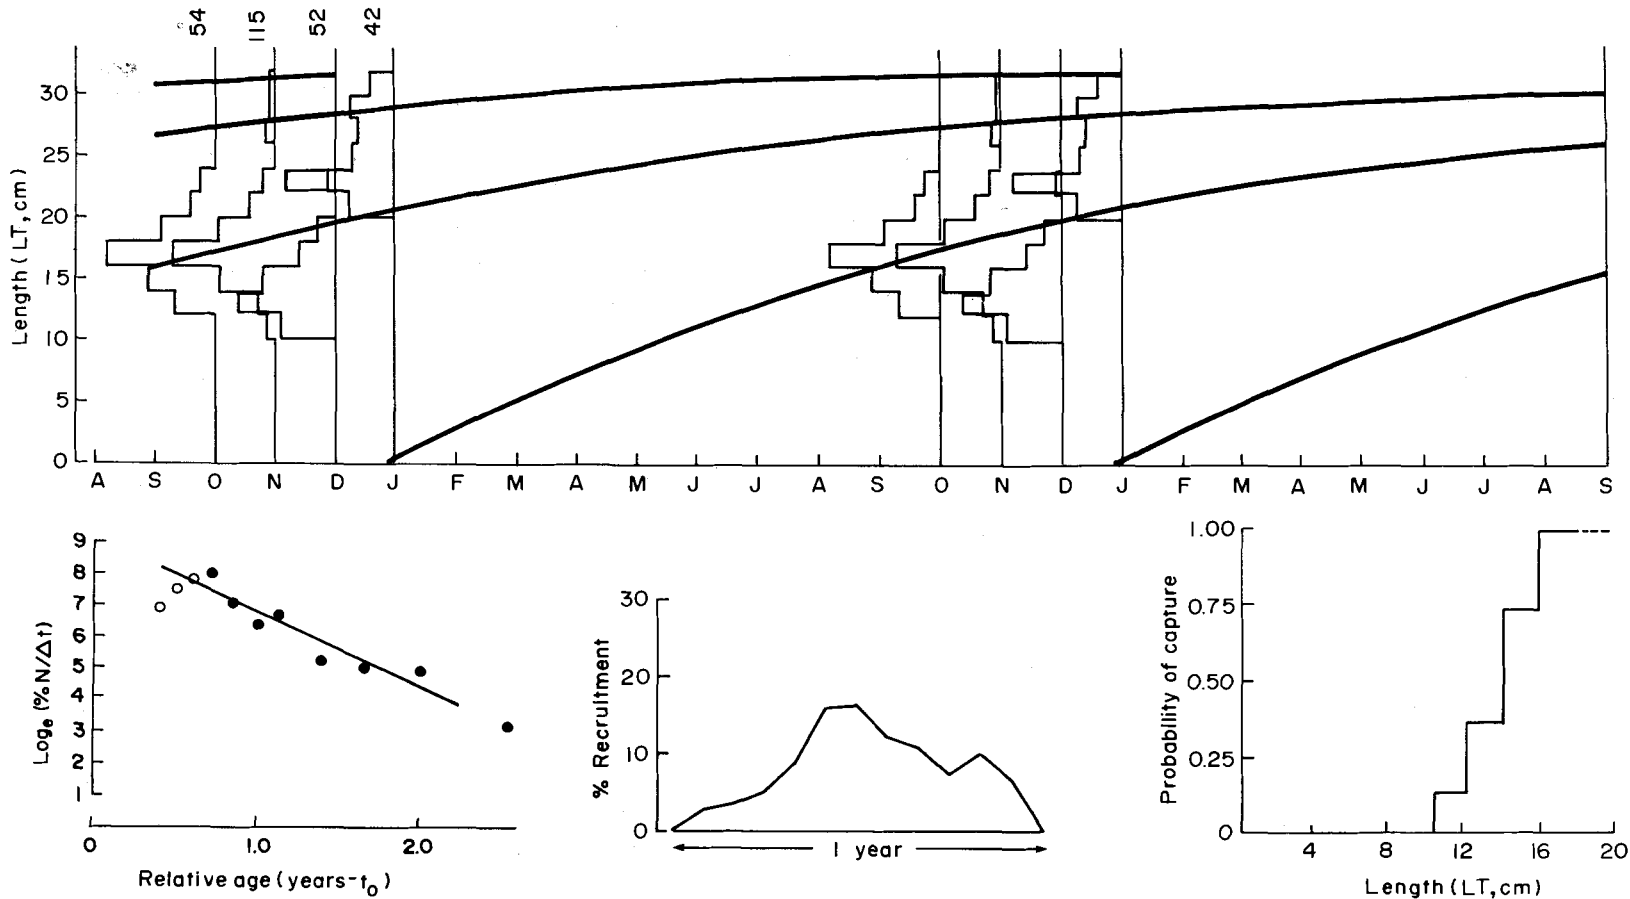 54 115 52 42
Length (LT, cm)
30
25
20
15
10
5
0
A S O N D J F M A M J J A S O N D J F M A M J J A S
Logₑ (% N/Δt)
9
8
7
6
5
4
3
2
1
0 1.0 2.0
Relative age (years-t₀)
% Recruitment
30
20
10
0
1 year
Probability of capture
1.00
0.75
0.50
0.25
0
4 8 12 16 20
Length (LT, cm)